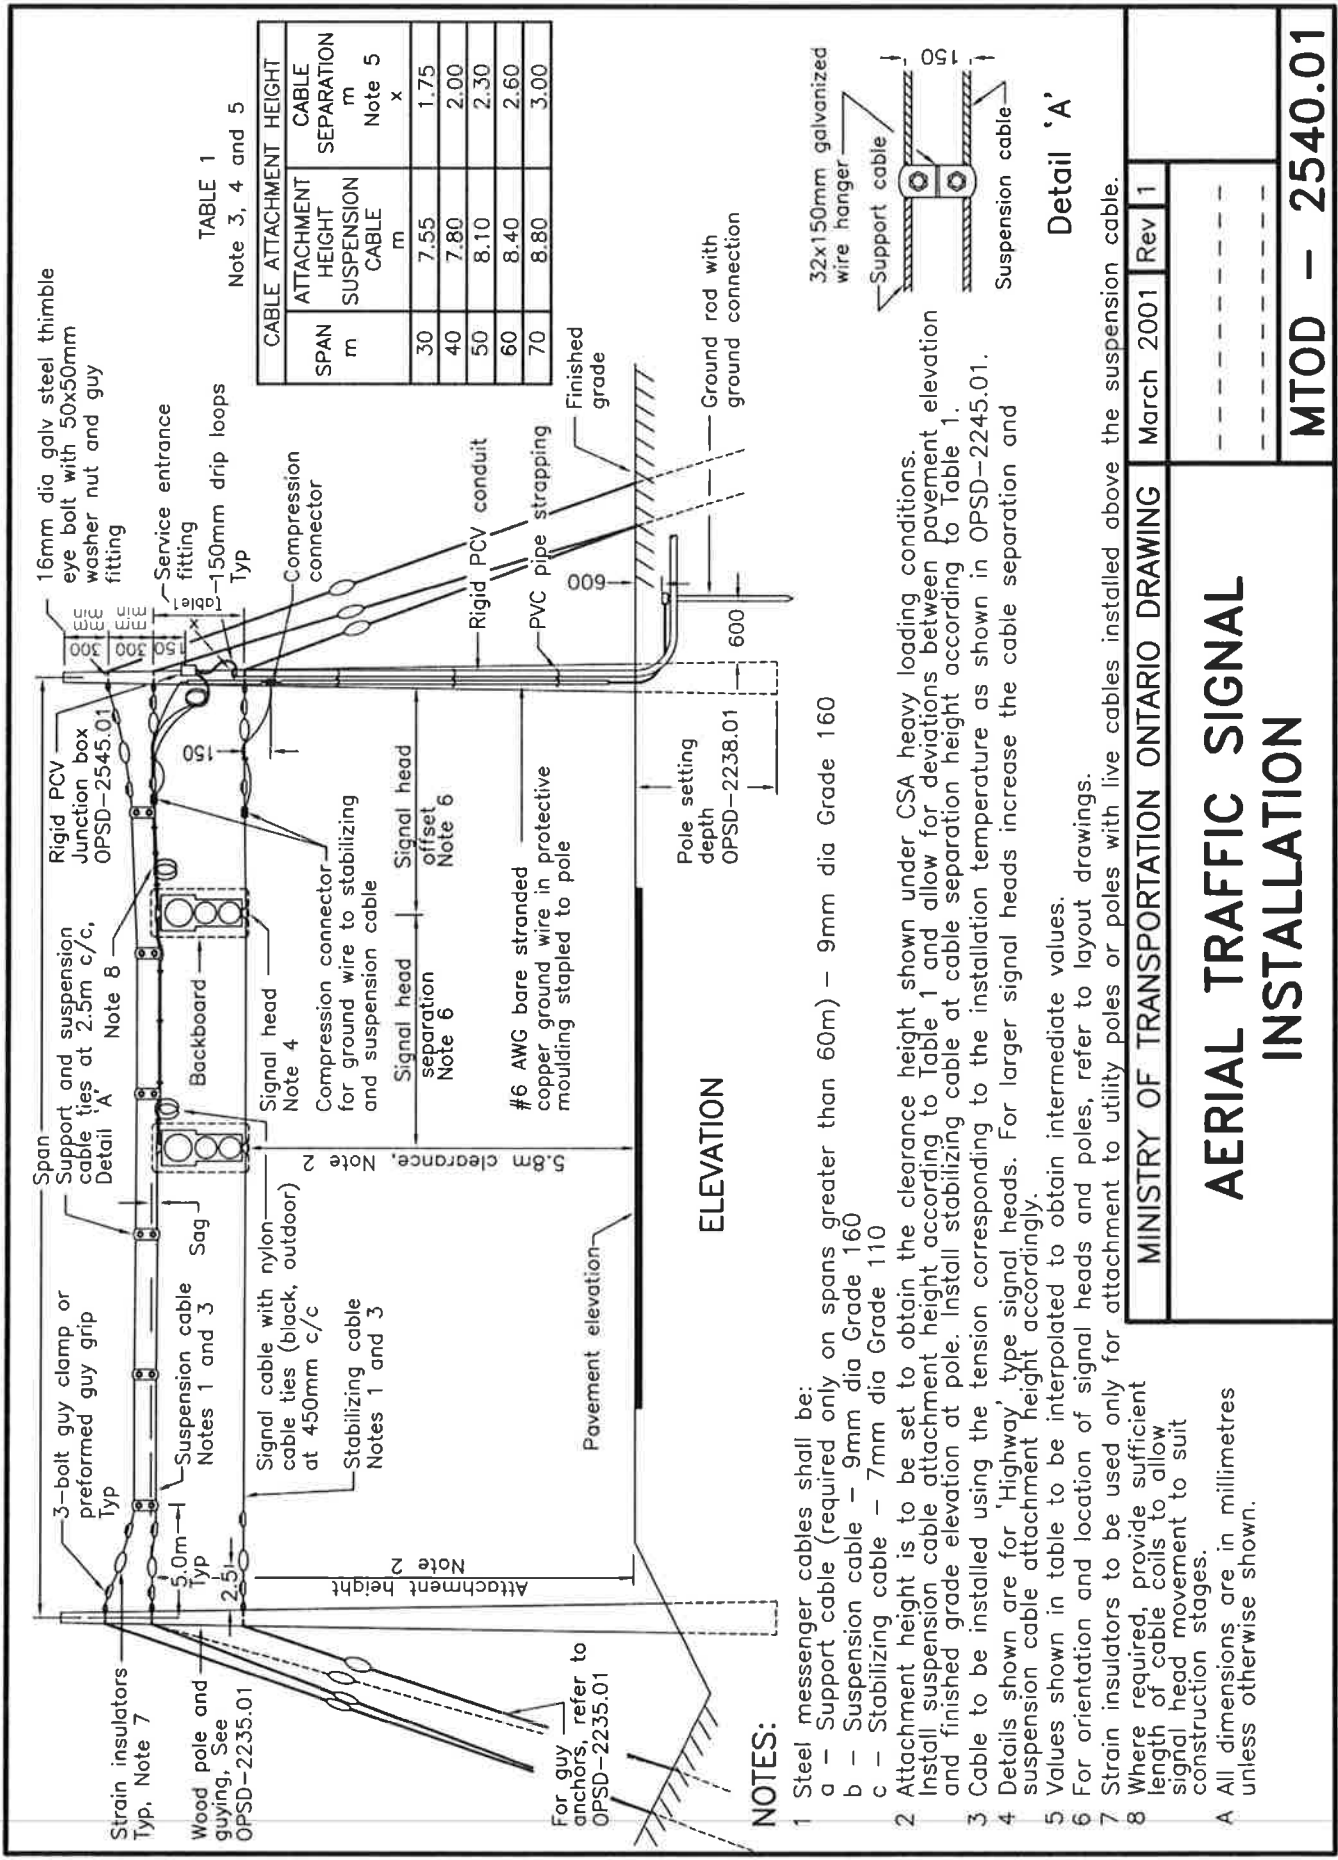 Span
Support and suspension
cable ties at 2.5m c/c,
Detail 'A'
Note 8
3-bolt guy clamp or
preformed guy grip
Typ
Strain insulators
Typ, Note 7
Wood pole and
guying, See
OPSD-2235.01
5.0m
Typ
2.5
Suspension cable
Notes 1 and 3
Sag
Signal cable with nylon
cable ties (black, outdoor)
at 450mm c/c
Stabilizing cable
Notes 1 and 3
Attachment height
Note 2
For guy
anchors, refer to
OPSD-2235.01
Pavement elevation
5.8m clearance, Note 2
Backboard
Signal head
Note 4
Compression connector
for ground wire to stabilizing
and suspension cable
Signal head
separation
Note 6
Signal head
offset
Note 6
#6 AWG bare stranded
copper ground wire in protective
moulding stapled to pole
Pole setting
depth
OPSD-2238.01
Rigid PCV
Junction box
OPSD-2545.01
150
300
min
300
min
150
x
Table1
16mm dia galv steel thimble
eye bolt with 50x50mm
washer nut and guy
fitting
Service entrance
fitting
150mm drip loops
Typ
Compression
connector
Rigid PCV conduit
PVC pipe strapping
600
600
Finished
grade
Ground rod with
ground connection
ELEVATION
TABLE 1
Note 3, 4 and 5
CABLE ATTACHMENT HEIGHT
SPAN
m
ATTACHMENT
HEIGHT
SUSPENSION
CABLE
m
CABLE
SEPARATION
m
Note 5
x
30 7.55 1.75
40 7.80 2.00
50 8.10 2.30
60 8.40 2.60
70 8.80 3.00
32x150mm galvanized
wire hanger
Support cable
150
Suspension cable
Detail 'A'
NOTES:
1 Steel messenger cables shall be:
a - Support cable (required only on spans greater than 60m) - 9mm dia Grade 160
b - Suspension cable - 9mm dia Grade 160
c - Stabilizing cable - 7mm dia Grade 110
2 Attachment height is to be set to obtain the clearance height shown under CSA heavy loading conditions.
Install suspension cable attachment height according to Table 1 and allow for deviations between pavement elevation
and finished grade elevation at pole. Install stabilizing cable at cable separation height according to Table 1.
3 Cable to be installed using the tension corresponding to the installation temperature as shown in OPSD-2245.01.
4 Details shown are for 'Highway' type signal heads. For larger signal heads increase the cable separation and
suspension cable attachment height accordingly.
5 Values shown in table to be interpolated to obtain intermediate values.
6 For orientation and location of signal heads and poles, refer to layout drawings.
7 Strain insulators to be used only for attachment to utility poles or poles with live cables installed above the suspension cable.
8 Where required, provide sufficient
length of cable coils to allow
signal head movement to suit
construction stages.
A All dimensions are in millimetres
unless otherwise shown.
MINISTRY OF TRANSPORTATION ONTARIO DRAWING
March 2001
Rev 1
AERIAL TRAFFIC SIGNAL
INSTALLATION
MTOD - 2540.01